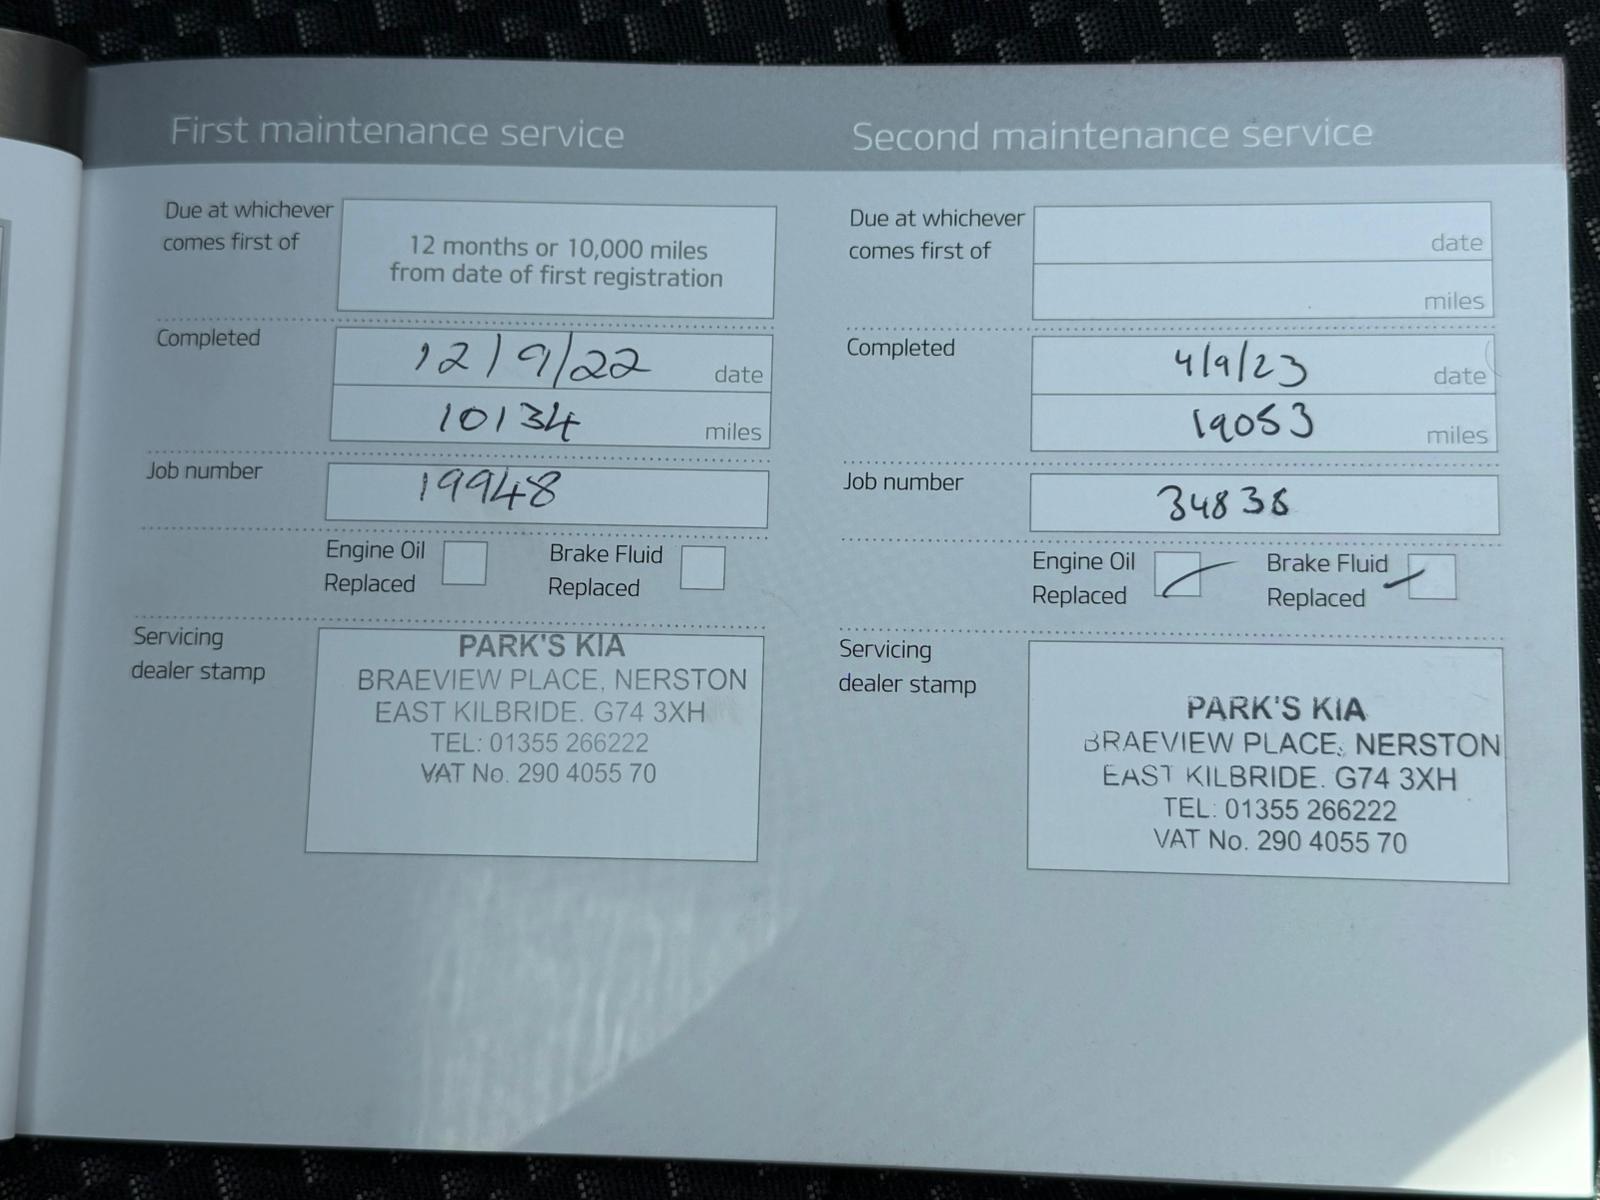 First maintenance service
Due at whichever
comes first of
12 months or 10,000 miles
from date of first registration
Completed
12/9/22 date
10134 miles
Job number
19948
Engine Oil
Replaced
Brake Fluid
Replaced
Servicing
dealer stamp
PARK'S KIA
BRAEVIEW PLACE, NERSTON
EAST KILBRIDE. G74 3XH
TEL: 01355 266222
VAT No. 290 4055 70
Second maintenance service
Due at whichever
comes first of
date
miles
Completed
4/9/23 date
19053 miles
Job number
34838
Engine Oil
Replaced
Brake Fluid
Replaced
Servicing
dealer stamp
PARK'S KIA
BRAEVIEW PLACE, NERSTON
EAST KILBRIDE. G74 3XH
TEL: 01355 266222
VAT No. 290 4055 70